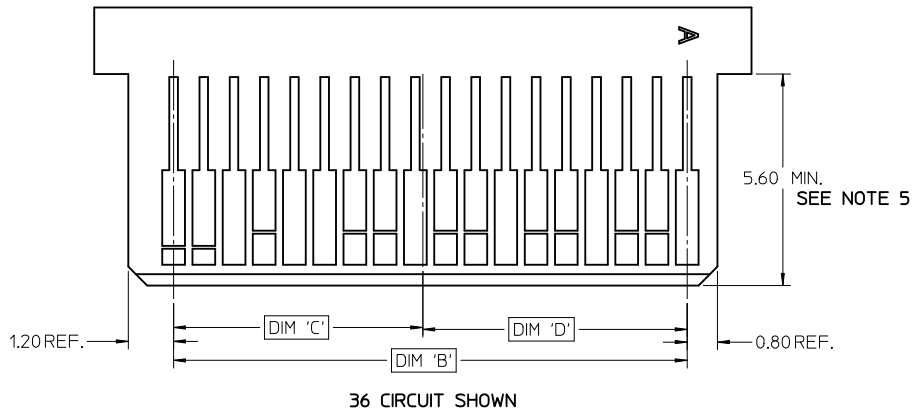 A
5.60 MIN.
SEE NOTE 5
DIM 'C'
DIM 'D'
1.20 REF.
0.80 REF.
DIM 'B'
36 CIRCUIT SHOWN